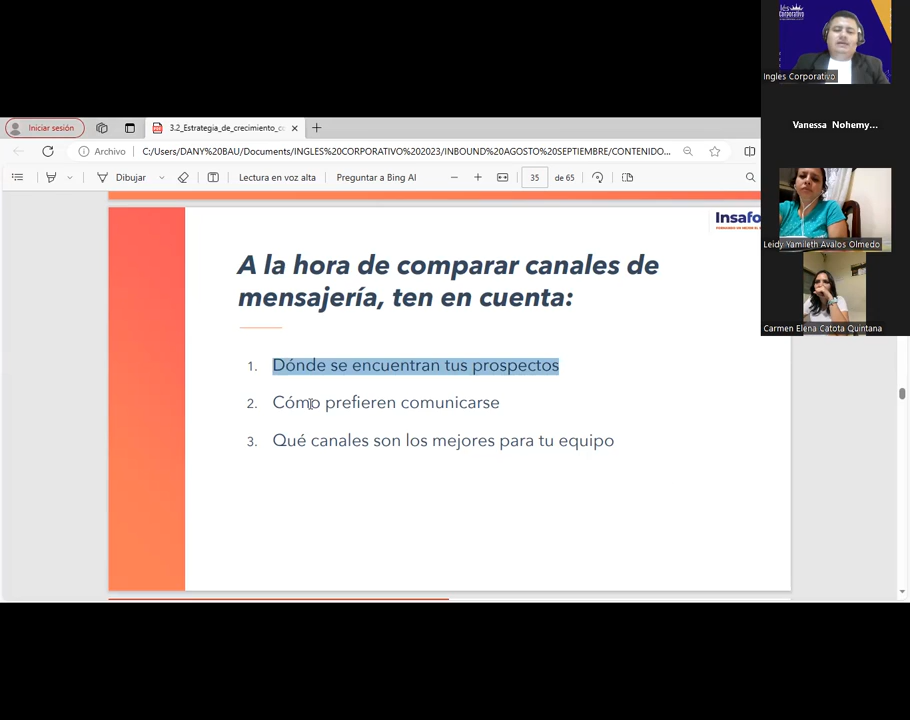 lés
Corporativo
Ingles Corporativo
Vanessa Nohemy...
Leidy Yamileth Avalos Olmedo
Carmen Elena Catota Quintana
Iniciar sesión
3.2_Estrategia_de_crecimiento_co
Archivo
C:/Users/DANY%20BAU/Documents/INGLES%20CORPORATIVO%202023/INBOUND%20AGOSTO%20SEPTIEMBRE/CONTENIDO...
Dibujar
Lectura en voz alta
Preguntar a Bing AI
35
de 65
Insafo
A la hora de comparar canales de
mensajería, ten en cuenta:
1. Dónde se encuentran tus prospectos
2. Cómo prefieren comunicarse
3. Qué canales son los mejores para tu equipo